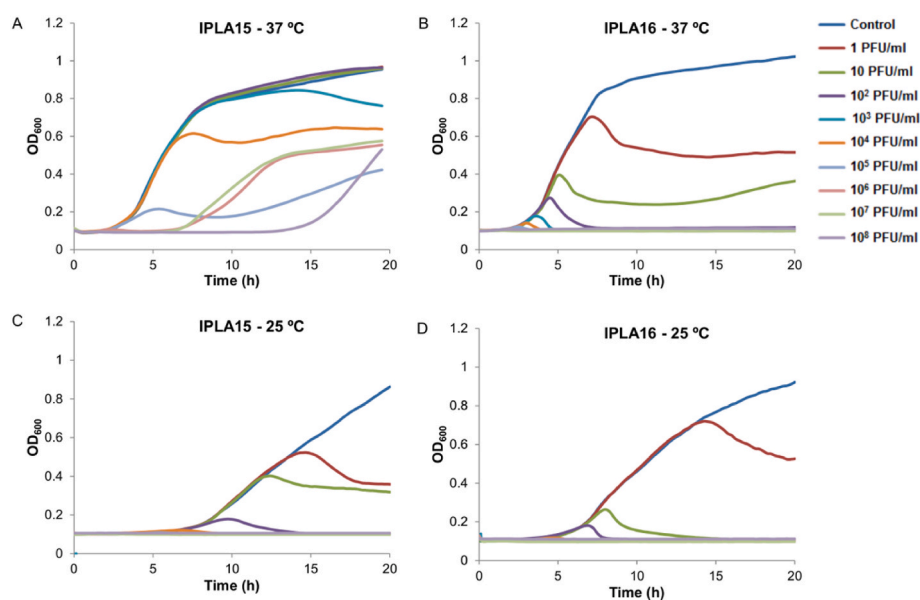 A
IPLA15 - 37 ºC
1.2
1
0.8
0.6
0.4
0.2
0
OD600
0 5 10 15 20
Time (h)
B
IPLA16 - 37 ºC
1.2
1
0.8
0.6
0.4
0.2
0
OD600
0 5 10 15 20
Time (h)
Control
1 PFU/ml
10 PFU/ml
10² PFU/ml
10³ PFU/ml
10⁴ PFU/ml
10⁵ PFU/ml
10⁶ PFU/ml
10⁷ PFU/ml
10⁸ PFU/ml
C
IPLA15 - 25 ºC
1.2
1
0.8
0.6
0.4
0.2
0
OD600
0 5 10 15 20
Time (h)
D
IPLA16 - 25 ºC
1.2
1
0.8
0.6
0.4
0.2
0
OD600
0 5 10 15 20
Time (h)